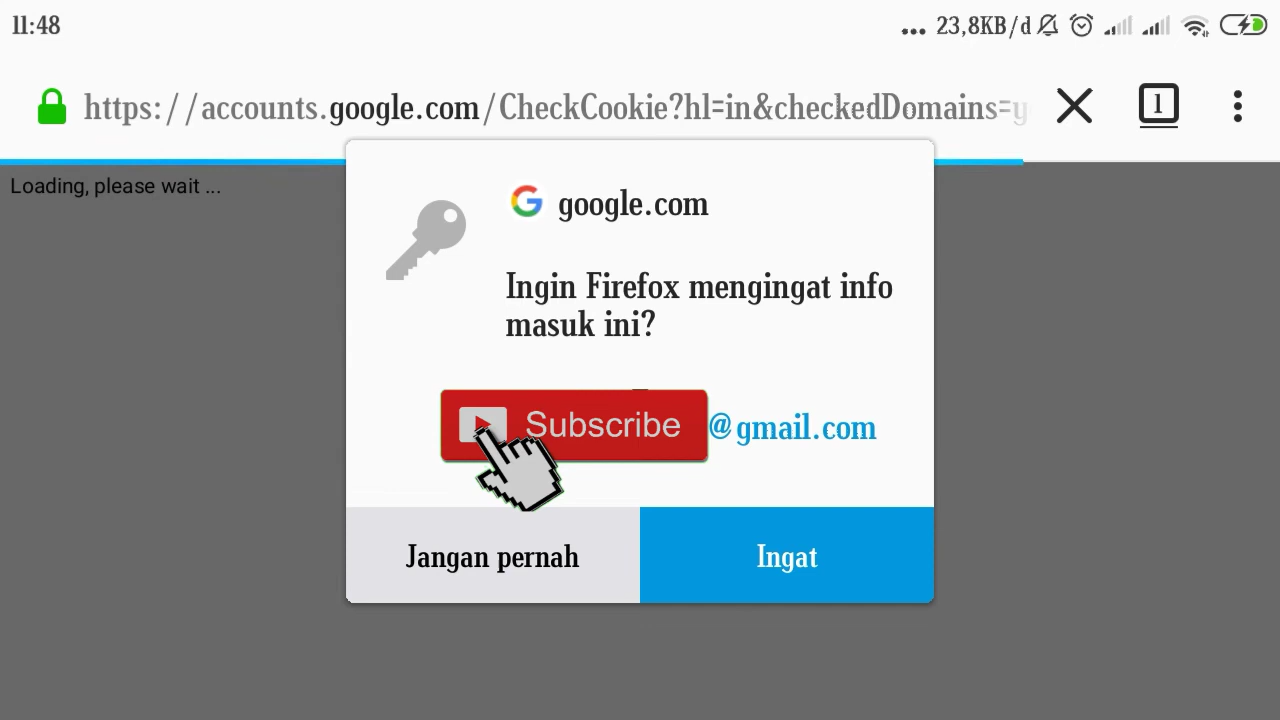 11:48
... 23,8KB/d
https://accounts.google.com/CheckCookie?hl=in&checkedDomains=y
1
Loading, please wait ...
google.com
Ingin Firefox mengingat info
masuk ini?
Subscribe @gmail.com
Jangan pernah
Ingat